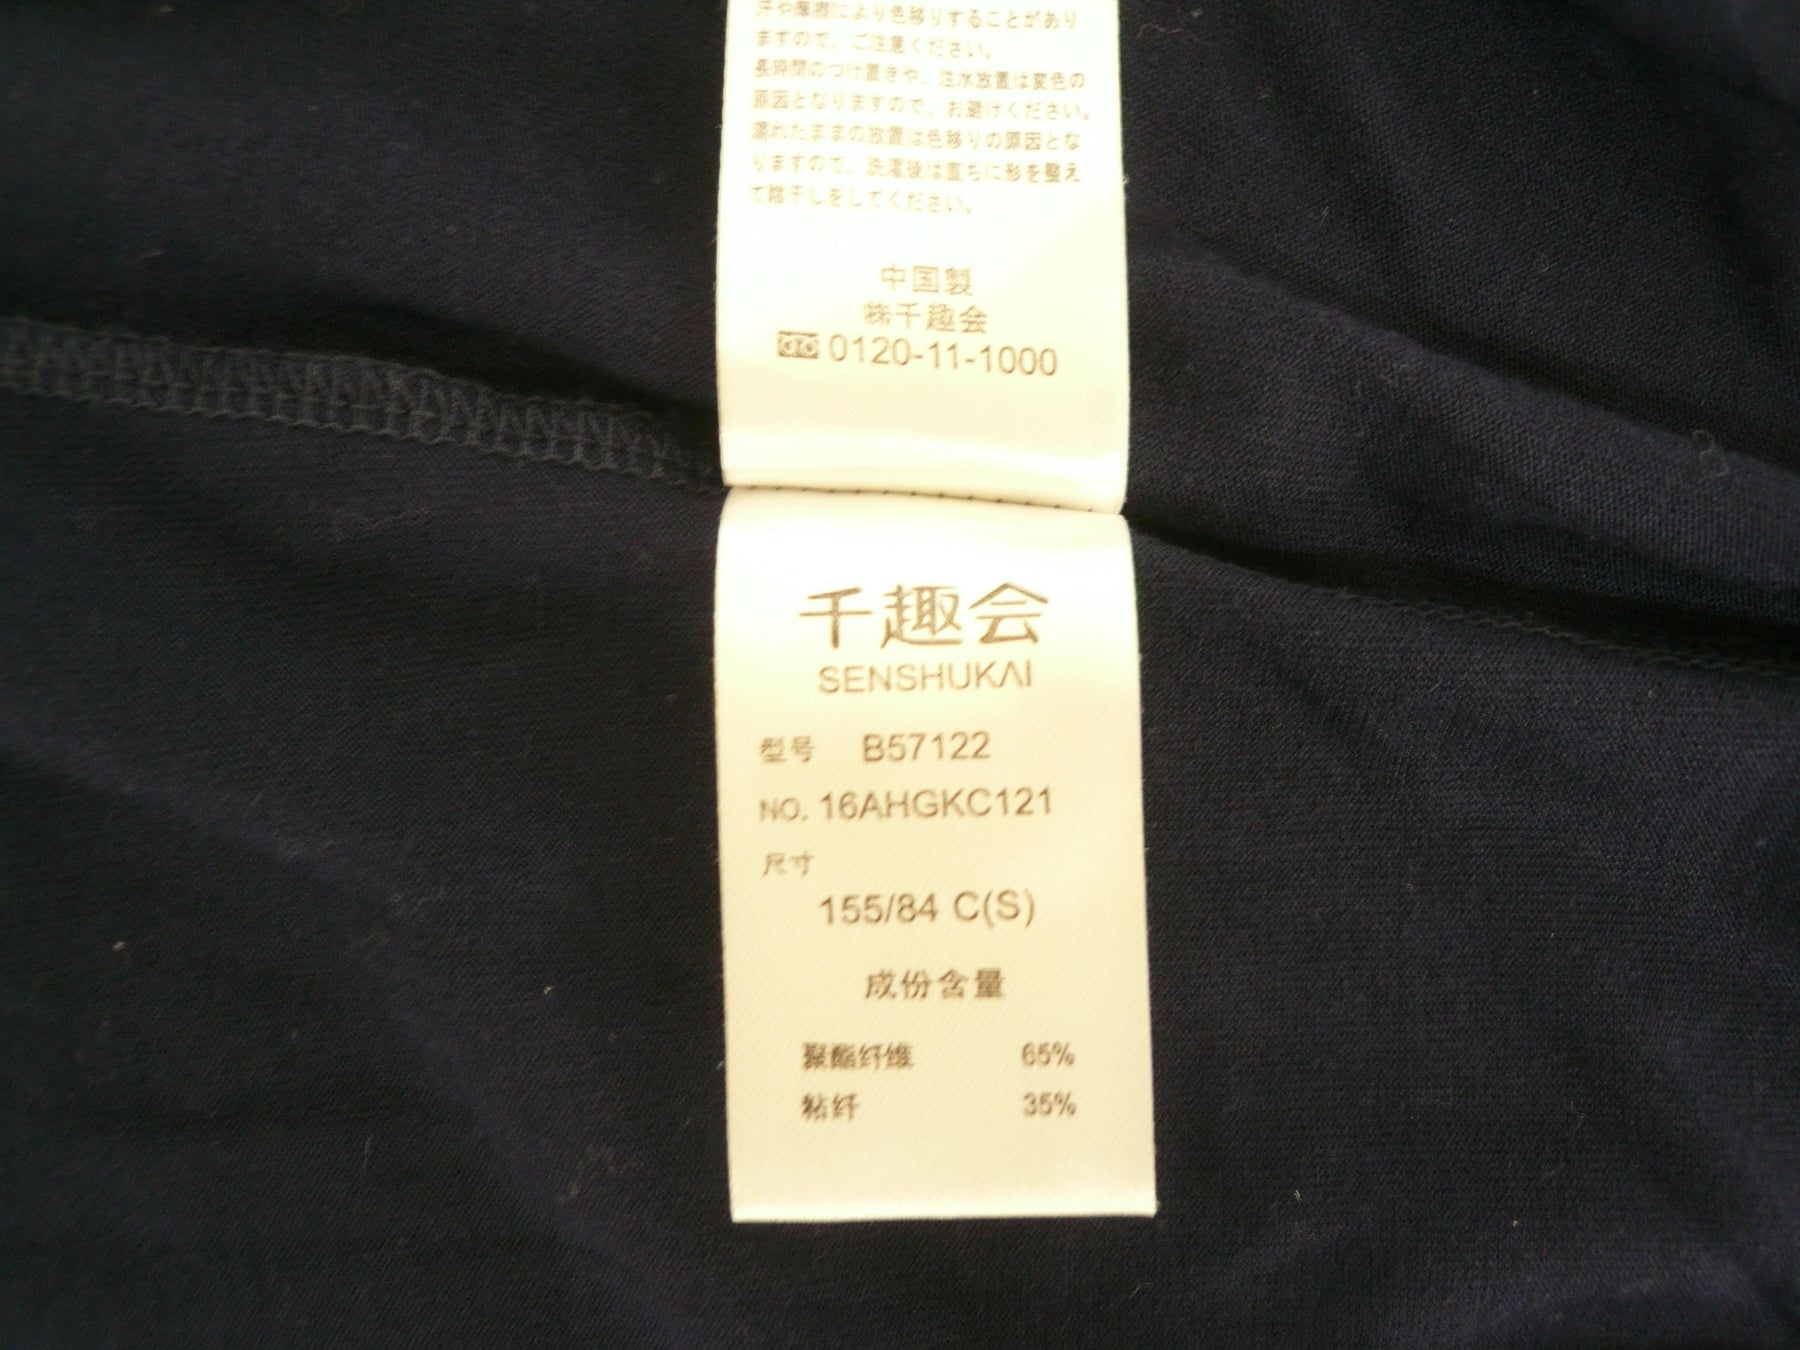 汗や摩擦により色移りすることがあり
ますので、ご注意ください。
長時間のつけ置きや、注水放置は変色の
原因となりますので、お避けください。
濡れたままの放置は色移りの原因とな
りますので、洗濯後は直ちに形を整え
て陰干しをしてください。
中国製
㈱千趣会
0120-11-1000
千趣会
SENSHUKAI
型号 B57122
NO. 16AHGKC121
尺寸
155/84 C(S)
成份含量
聚酯纤维 65%
粘纤 35%